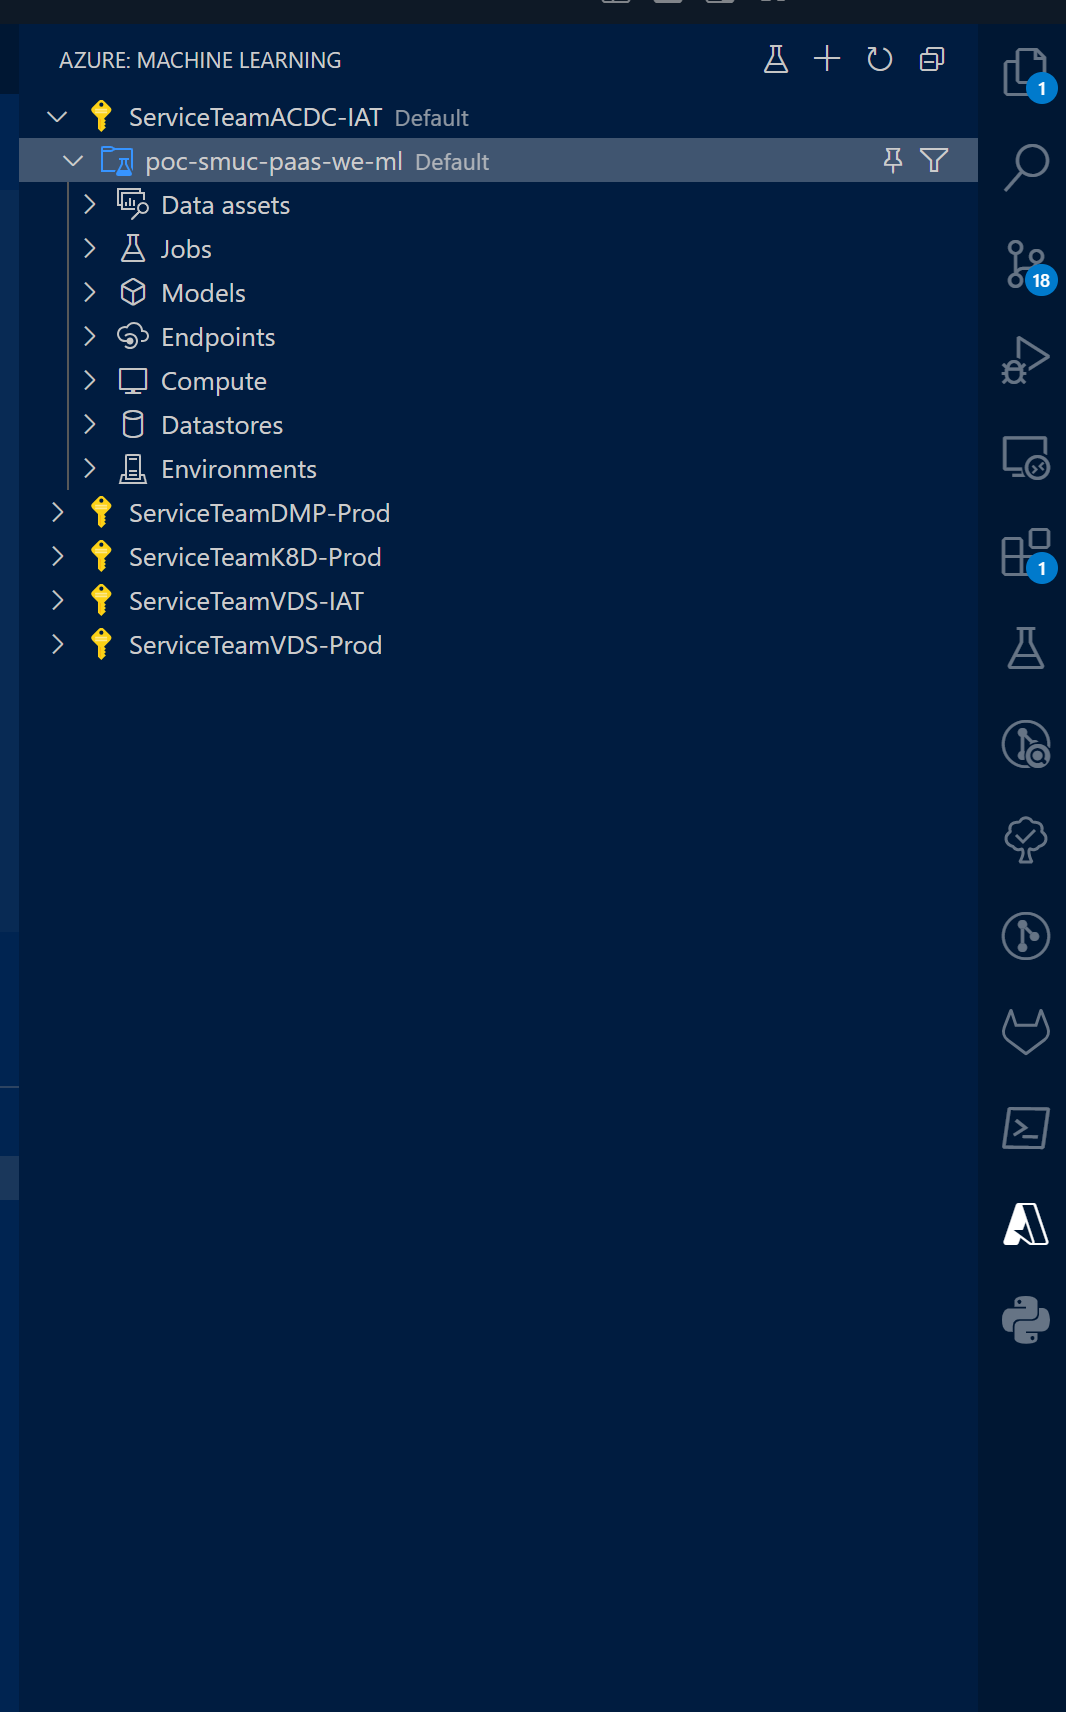 AZURE: MACHINE LEARNING
ServiceTeamACDC-IAT Default
poc-smuc-paas-we-ml Default
Data assets
Jobs
Models
Endpoints
Compute
Datastores
Environments
ServiceTeamDMP-Prod
ServiceTeamK8D-Prod
ServiceTeamVDS-IAT
ServiceTeamVDS-Prod
1
18
1